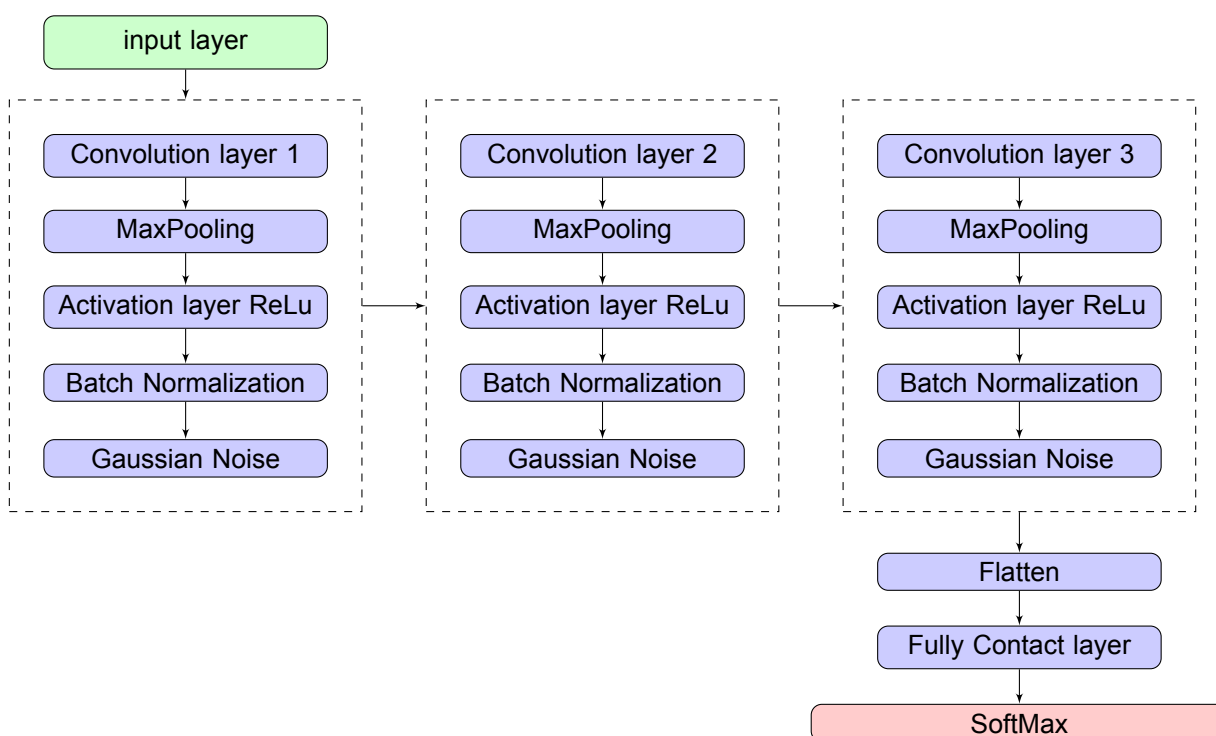 input layer
Convolution layer 1
MaxPooling
Activation layer ReLu
Batch Normalization
Gaussian Noise
Convolution layer 2
MaxPooling
Activation layer ReLu
Batch Normalization
Gaussian Noise
Convolution layer 3
MaxPooling
Activation layer ReLu
Batch Normalization
Gaussian Noise
Flatten
Fully Contact layer
SoftMax